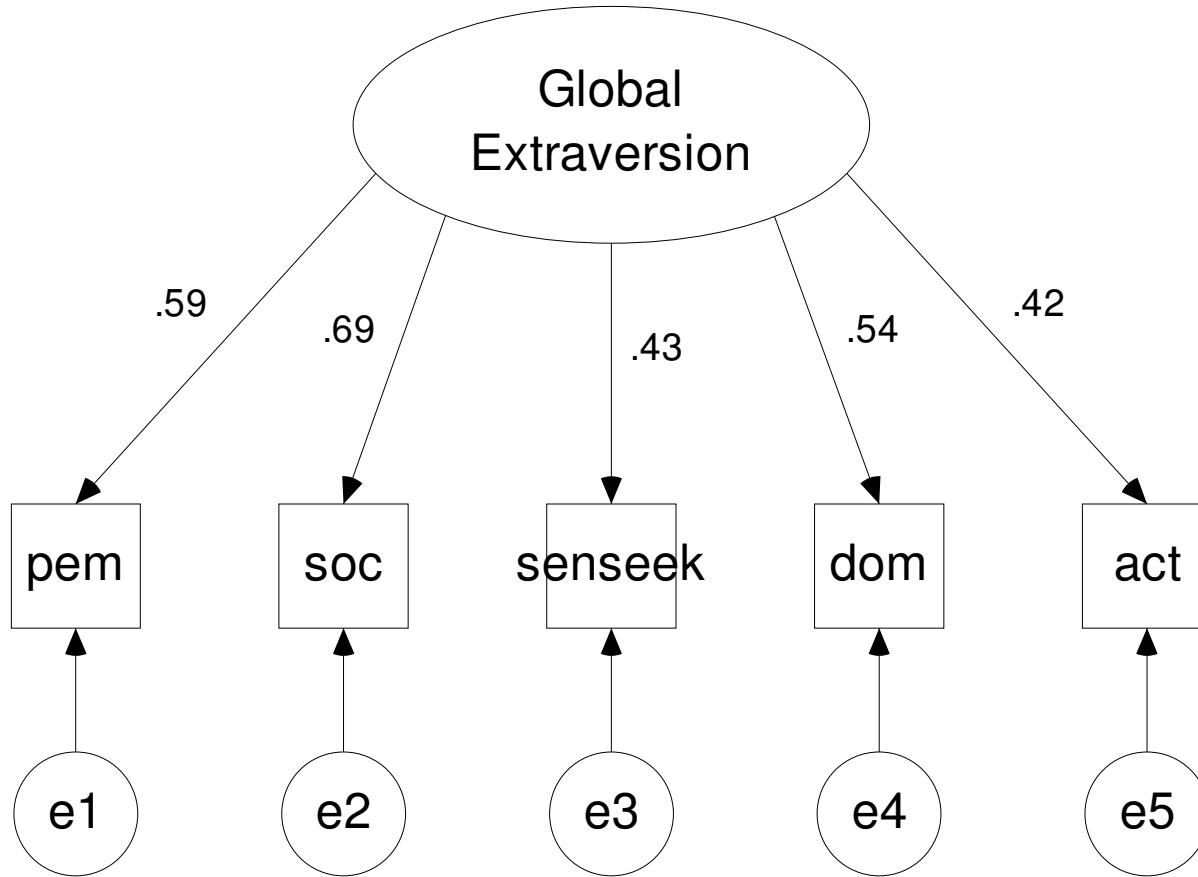 Global
Extraversion
.59
.69
.43
.54
.42
pem
soc
senseek
dom
act
e1
e2
e3
e4
e5